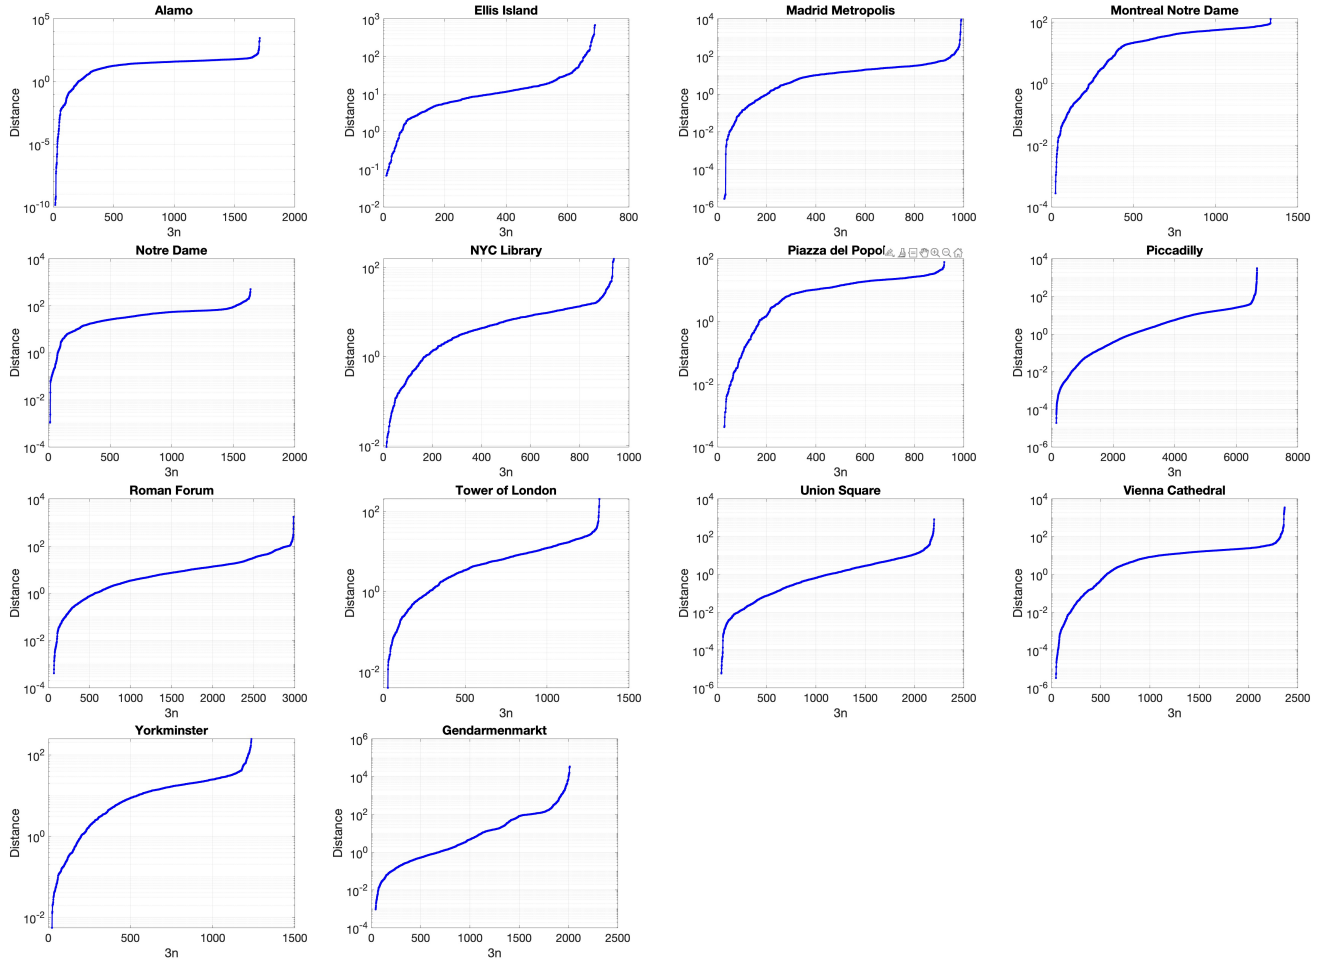 Alamo
Distance
10^5
10^0
10^-5
10^-10
0 500 1000 1500 2000
3n
Ellis Island
Distance
10^3
10^2
10^1
10^0
10^-1
10^-2
0 200 400 600 800
3n
Madrid Metropolis
Distance
10^4
10^2
10^0
10^-2
10^-4
10^-6
0 200 400 600 800 1000
3n
Montreal Notre Dame
Distance
10^2
10^0
10^-2
10^-4
0 500 1000 1500
3n
Notre Dame
Distance
10^4
10^2
10^0
10^-2
10^-4
0 500 1000 1500 2000
3n
NYC Library
Distance
10^2
10^0
10^-2
0 200 400 600 800 1000
3n
Piazza del Popol
Distance
10^2
10^0
10^-2
10^-4
0 200 400 600 800 1000
3n
Piccadilly
Distance
10^4
10^2
10^0
10^-2
10^-4
10^-6
0 2000 4000 6000 8000
3n
Roman Forum
Distance
10^4
10^2
10^0
10^-2
10^-4
0 500 1000 1500 2000 2500 3000
3n
Tower of London
Distance
10^2
10^0
10^-2
0 500 1000 1500
3n
Union Square
Distance
10^4
10^2
10^0
10^-2
10^-4
10^-6
0 500 1000 1500 2000 2500
3n
Vienna Cathedral
Distance
10^4
10^2
10^0
10^-2
10^-4
10^-6
0 500 1000 1500 2000 2500
3n
Yorkminster
Distance
10^2
10^0
10^-2
0 500 1000 1500
3n
Gendarmenmarkt
Distance
10^6
10^4
10^2
10^0
10^-2
10^-4
0 500 1000 1500 2000 2500
3n